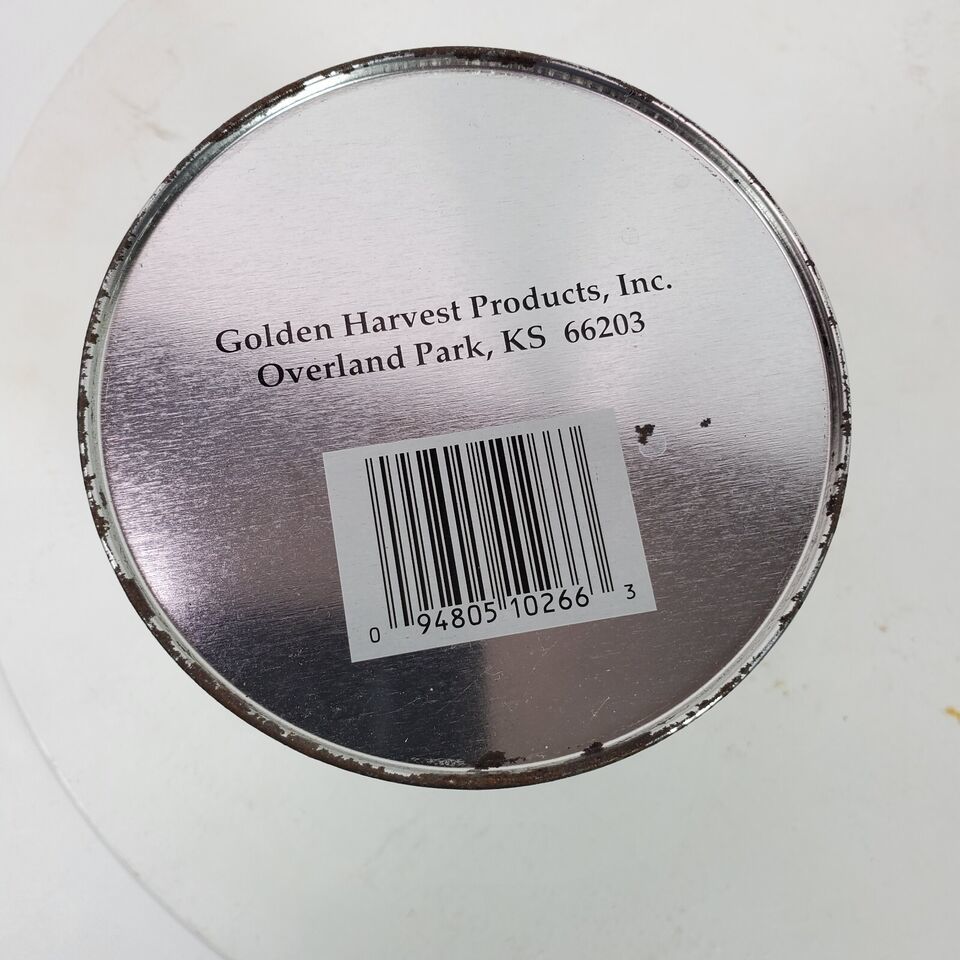 Golden Harvest Products, Inc.
Overland Park, KS 66203
0 94805 10266 3